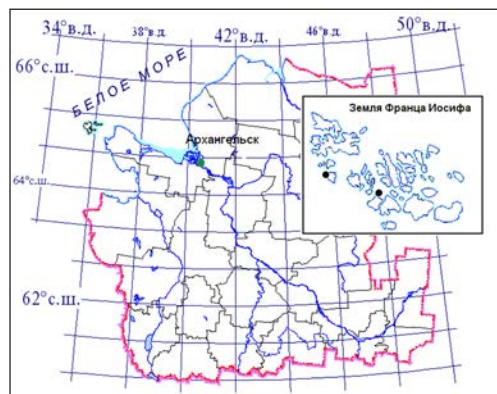 34°в.д.
38°в.д.
42°в.д.
46°в.д.
50°в.д.
66°с.ш.
БЕЛОЕ МОРЕ
Земля Франца Иосифа
Архангельск
64°с.ш.
62°с.ш.